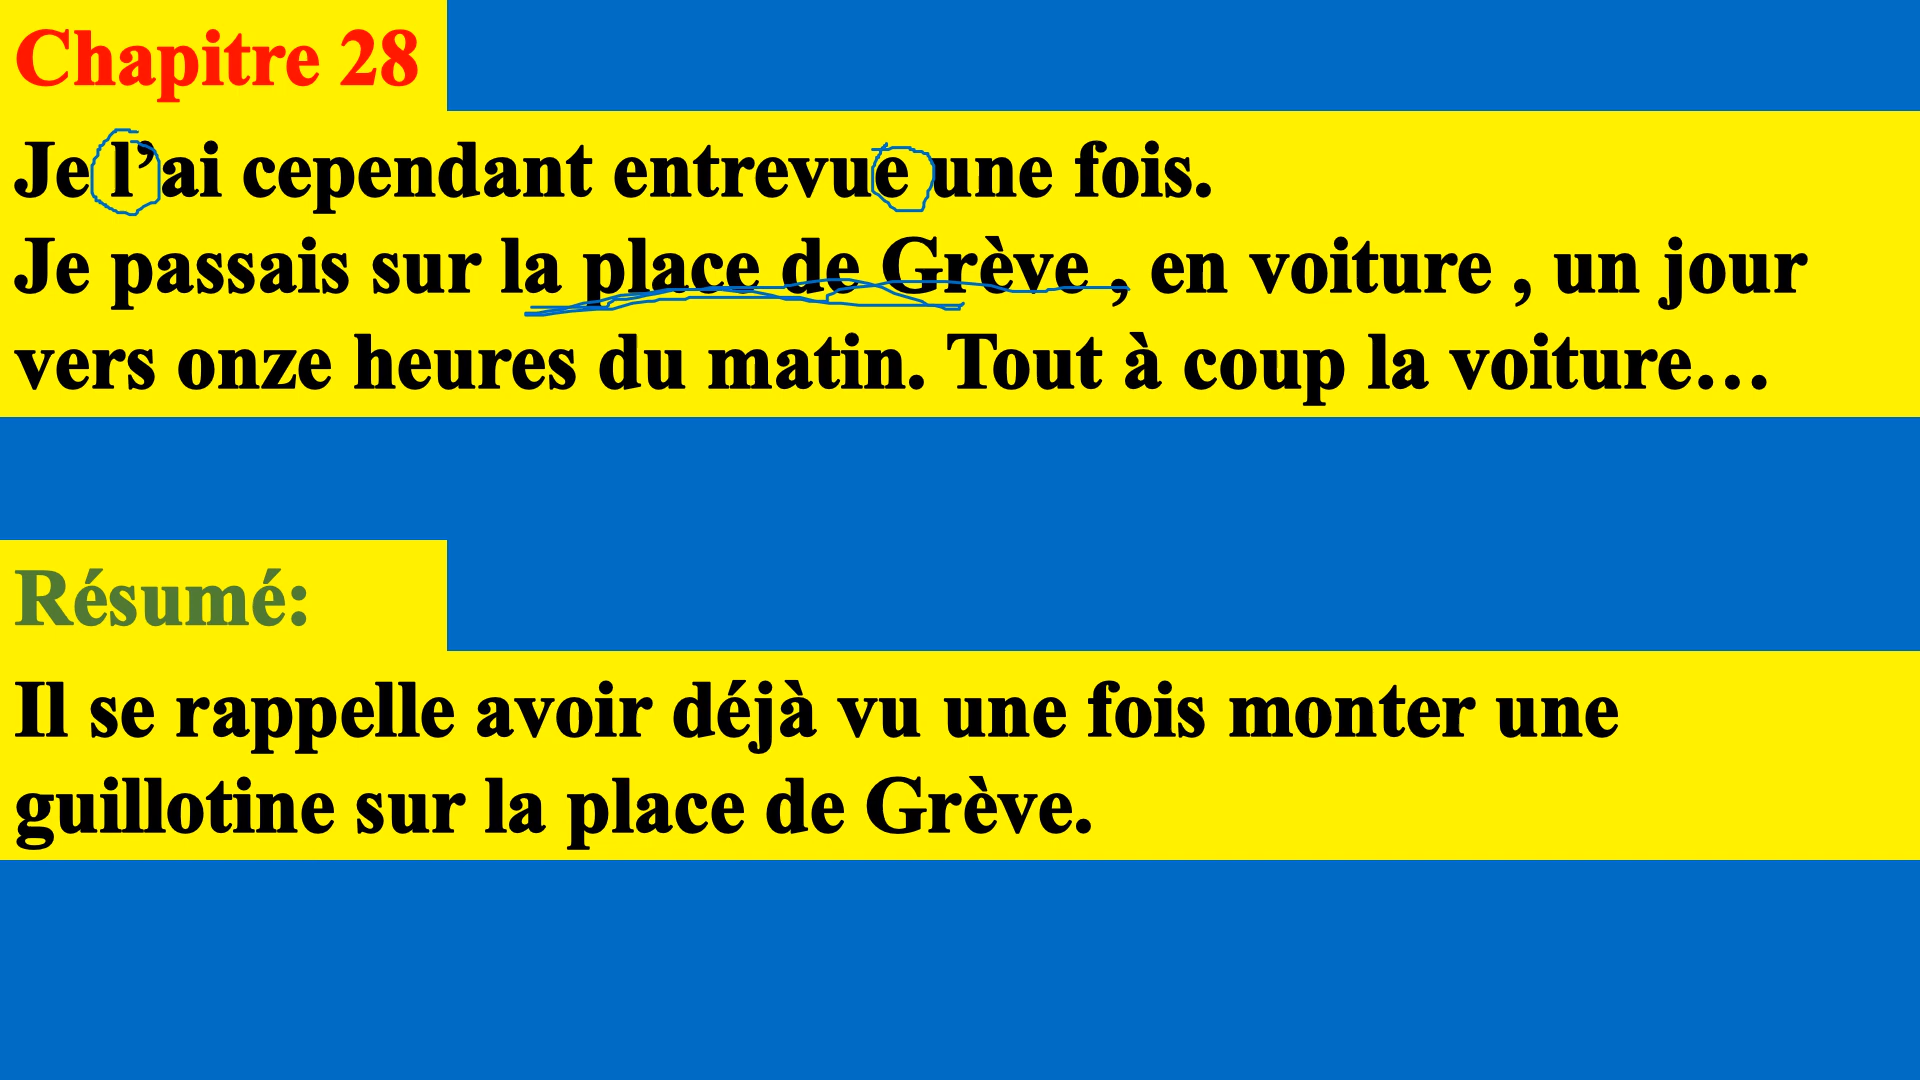 Chapitre 28
Je l’ai cependant entrevue une fois.
Je passais sur la place de Grève , en voiture , un jour
vers onze heures du matin. Tout à coup la voiture…
Résumé:
Il se rappelle avoir déjà vu une fois monter une
guillotine sur la place de Grève.